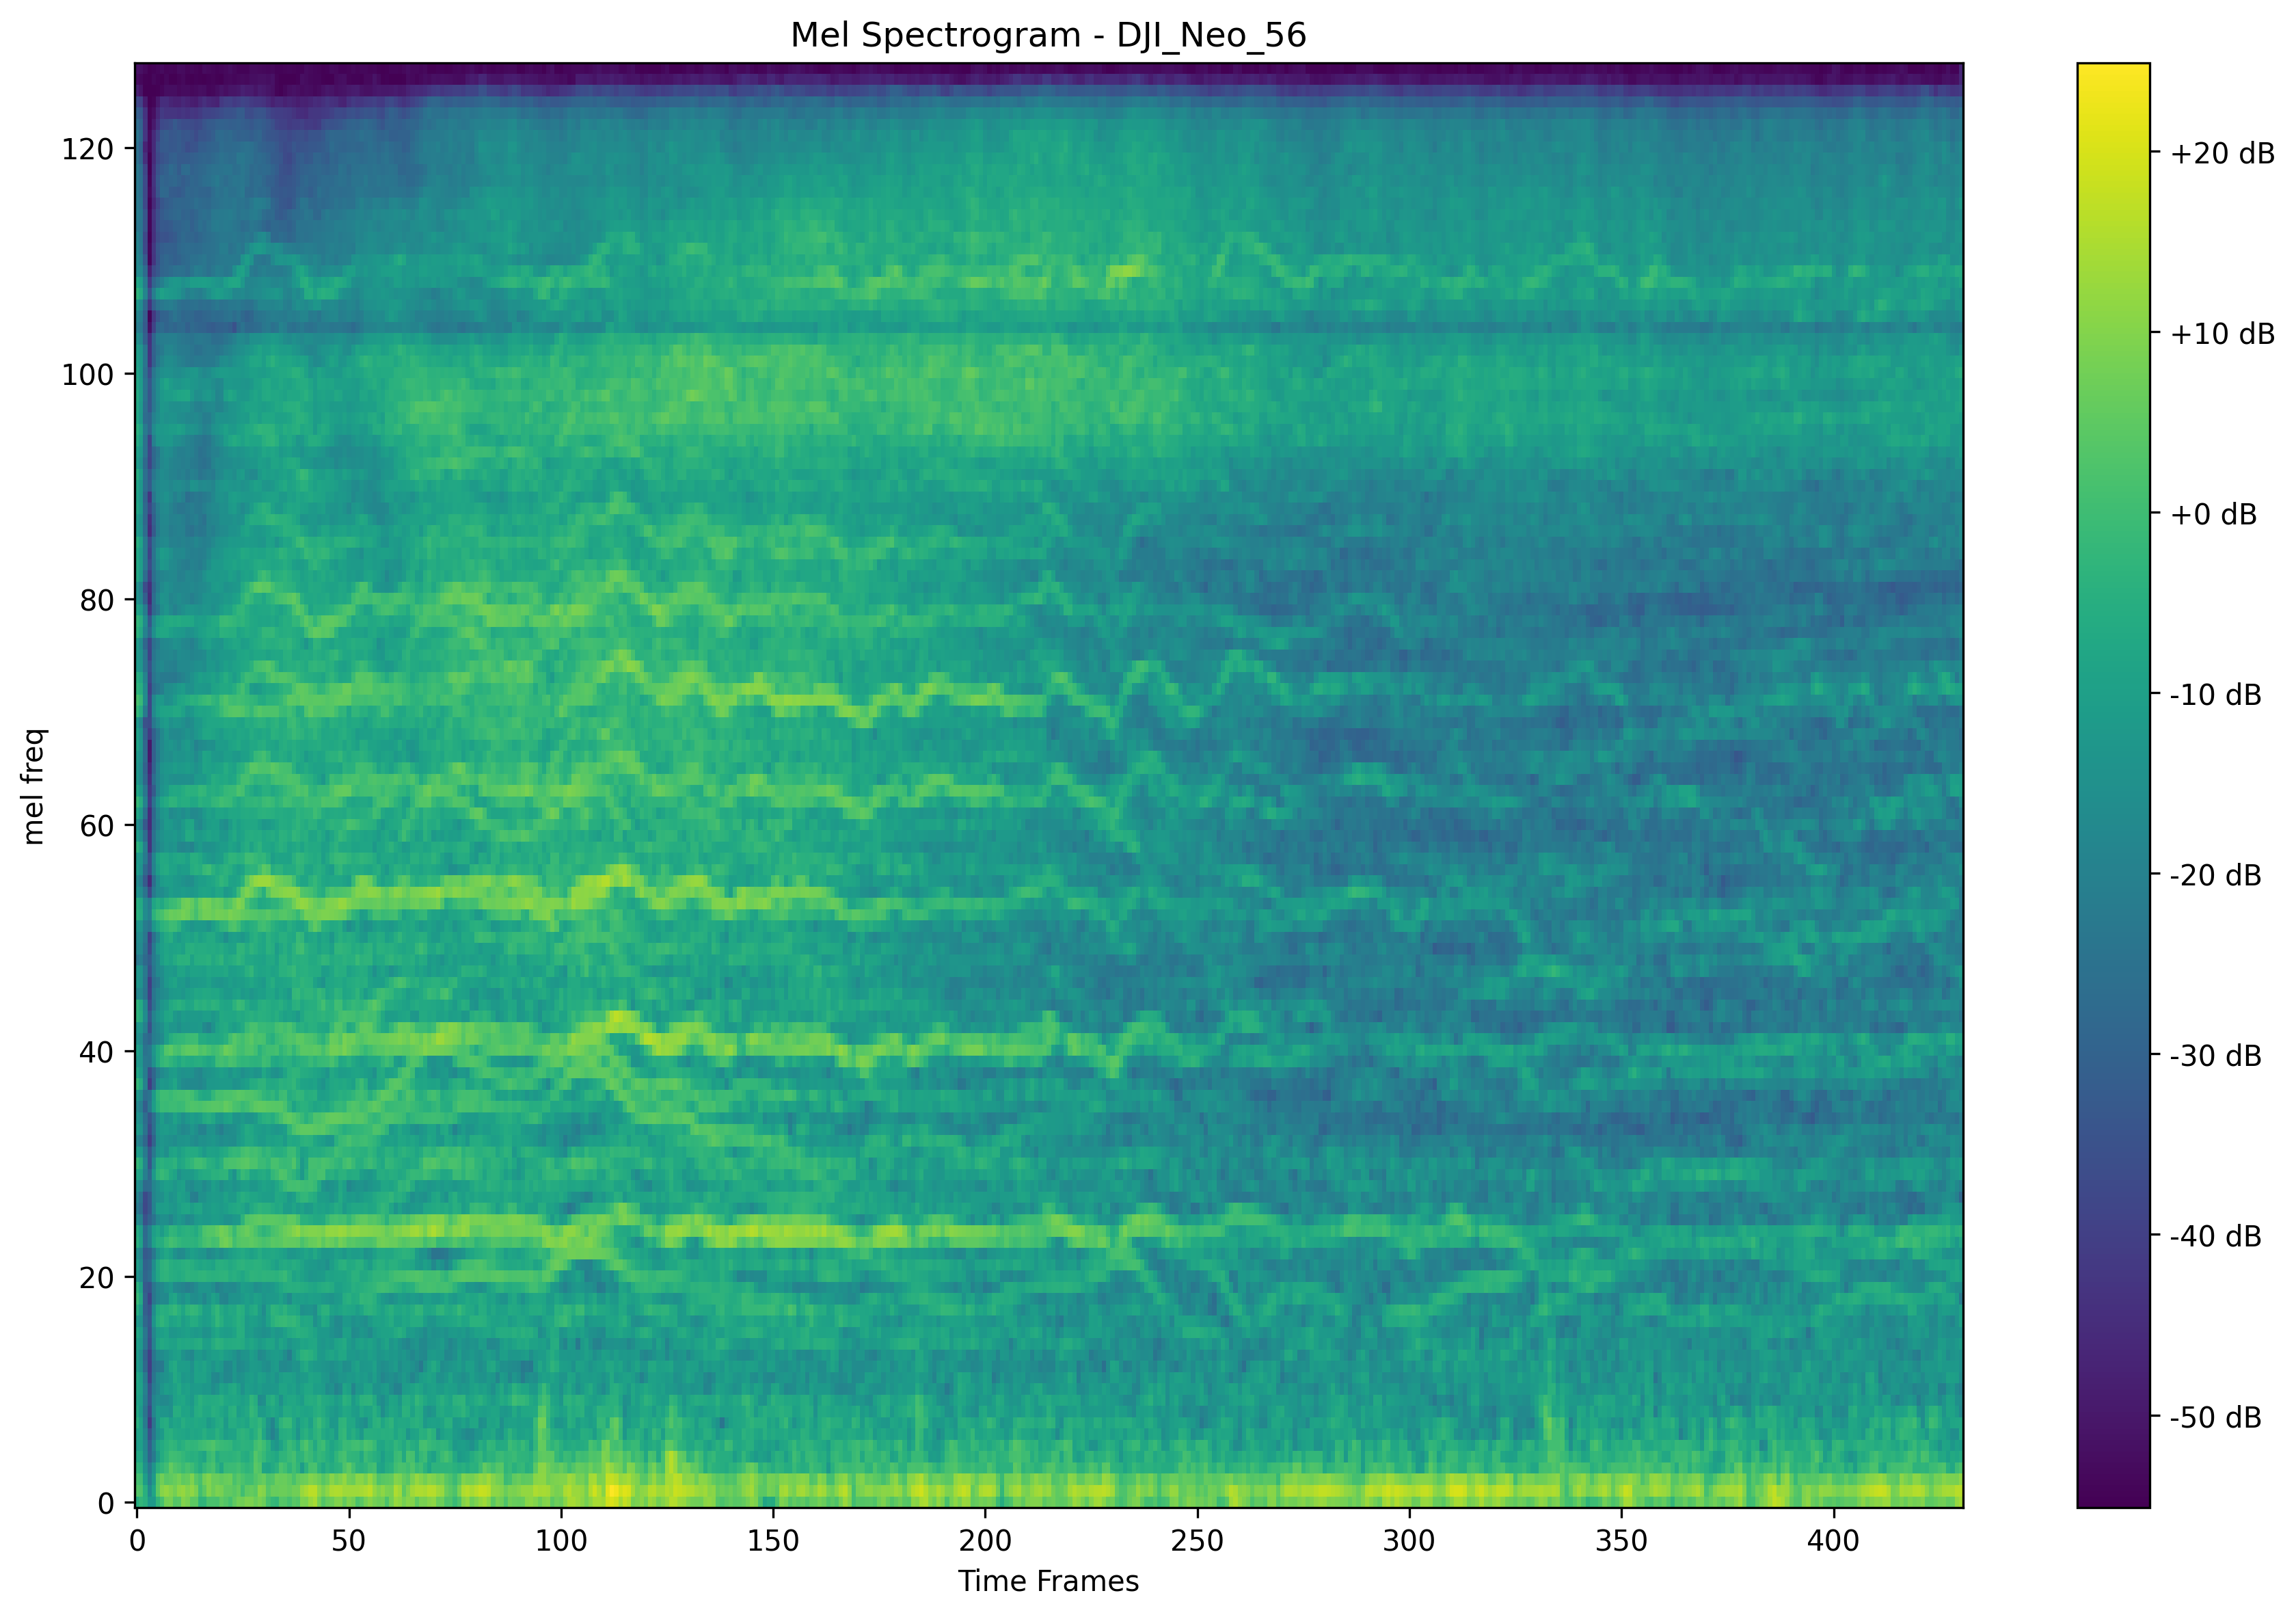 Mel Spectrogram - DJI_Neo_56
mel freq
120
100
80
60
40
20
0
0 50 100 150 200 250 300 350 400
Time Frames
+20 dB
+10 dB
+0 dB
-10 dB
-20 dB
-30 dB
-40 dB
-50 dB